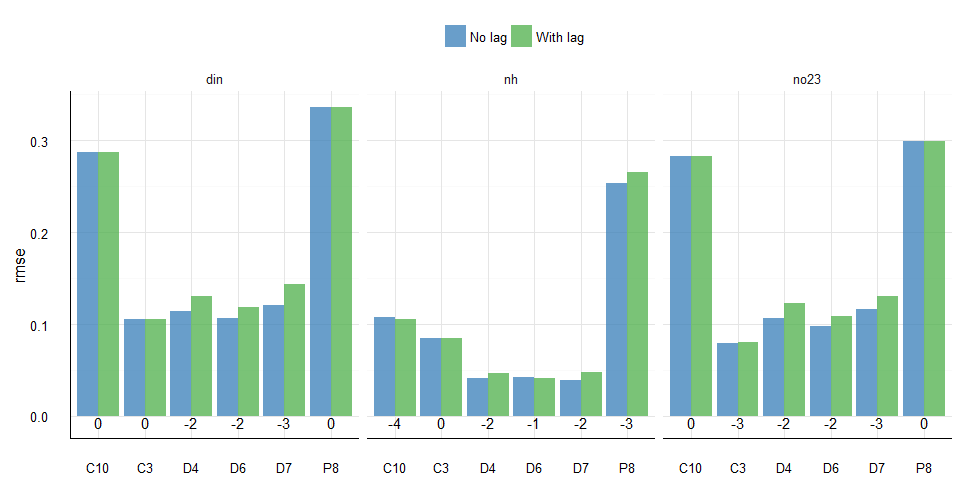 No lag With lag
din nh no23
rmse
0.3
0.2
0.1
0.0
0 0 -2 -2 -3 0 -4 0 -2 -1 -2 -3 0 -3 -2 -2 -3 0
C10 C3 D4 D6 D7 P8 C10 C3 D4 D6 D7 P8 C10 C3 D4 D6 D7 P8